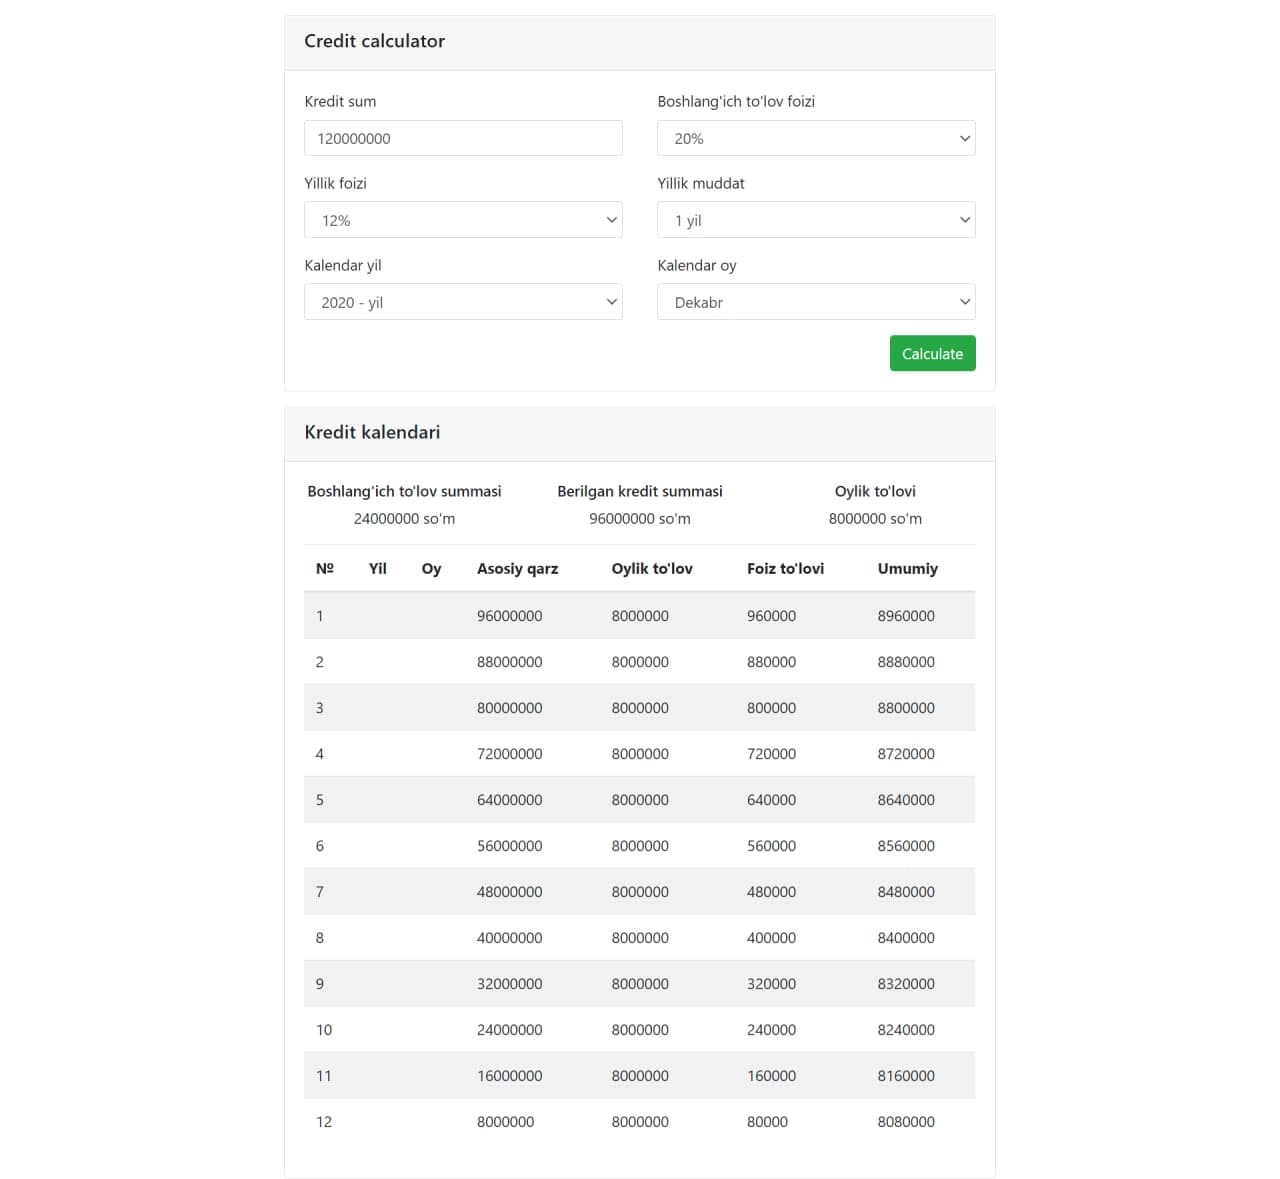 Credit calculator
Kredit sum
Boshlang'ich to'lov foizi
120000000
20%
Yillik foizi
Yillik muddat
12%
1 yil
Kalendar yil
Kalendar oy
2020 - yil
Dekabr
Calculate
Kredit kalendari
Boshlang'ich to'lov summasi Berilgan kredit summasi Oylik to'lovi
24000000 so'm 96000000 so'm 8000000 so'm
№ Yil Oy Asosiy qarz Oylik to'lov Foiz to'lovi Umumiy
1 96000000 8000000 960000 8960000
2 88000000 8000000 880000 8880000
3 80000000 8000000 800000 8800000
4 72000000 8000000 720000 8720000
5 64000000 8000000 640000 8640000
6 56000000 8000000 560000 8560000
7 48000000 8000000 480000 8480000
8 40000000 8000000 400000 8400000
9 32000000 8000000 320000 8320000
10 24000000 8000000 240000 8240000
11 16000000 8000000 160000 8160000
12 8000000 8000000 80000 8080000